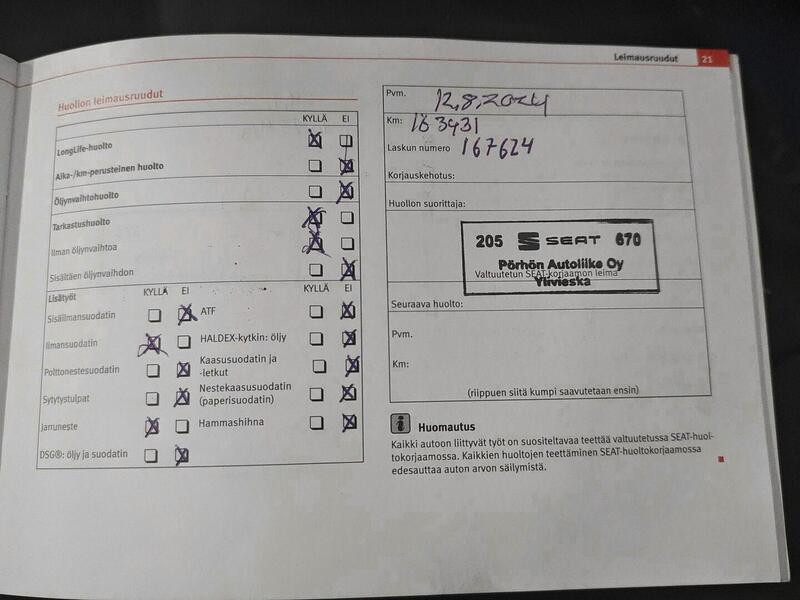 Leimausruudut 21
Huollon leimausruudut
KYLLÄ EI
LongLife-huolto
Aika-/km-perusteinen huolto
Öljynvaihtohuolto
Tarkastushuolto
Ilman öljynvaihtoa
Sisältäen öljynvaihdon
Lisätyöt KYLLÄ EI KYLLÄ EI
Sisäilmansuodatin ATF
Ilmansuodatin HALDEX-kytkin: öljy
Polttonestesuodatin Kaasusuodatin ja
-letkut
Sytytystulpat Nestekaasusuodatin
(paperisuodatin)
Jarruneste Hammashihna
DSG®: öljy ja suodatin
Pvm. 12.8.2024
Km: 163431
Laskun numero 167624
Korjauskehotus:
Huollon suorittaja:
205 SEAT 670
Pörhön Autoliike Oy
Valtuutetun SEAT-korjaamon leima
Ylivieska
Seuraava huolto:
Pvm.
Km:
(riippuen siitä kumpi saavutetaan ensin)
i Huomautus
Kaikki autoon liittyvät työt on suositeltavaa teettää valtuutetussa SEAT-huol-
tokorjaamossa. Kaikkien huoltojen teettäminen SEAT-huoltokorjaamossa
edesauttaa auton arvon säilymistä.